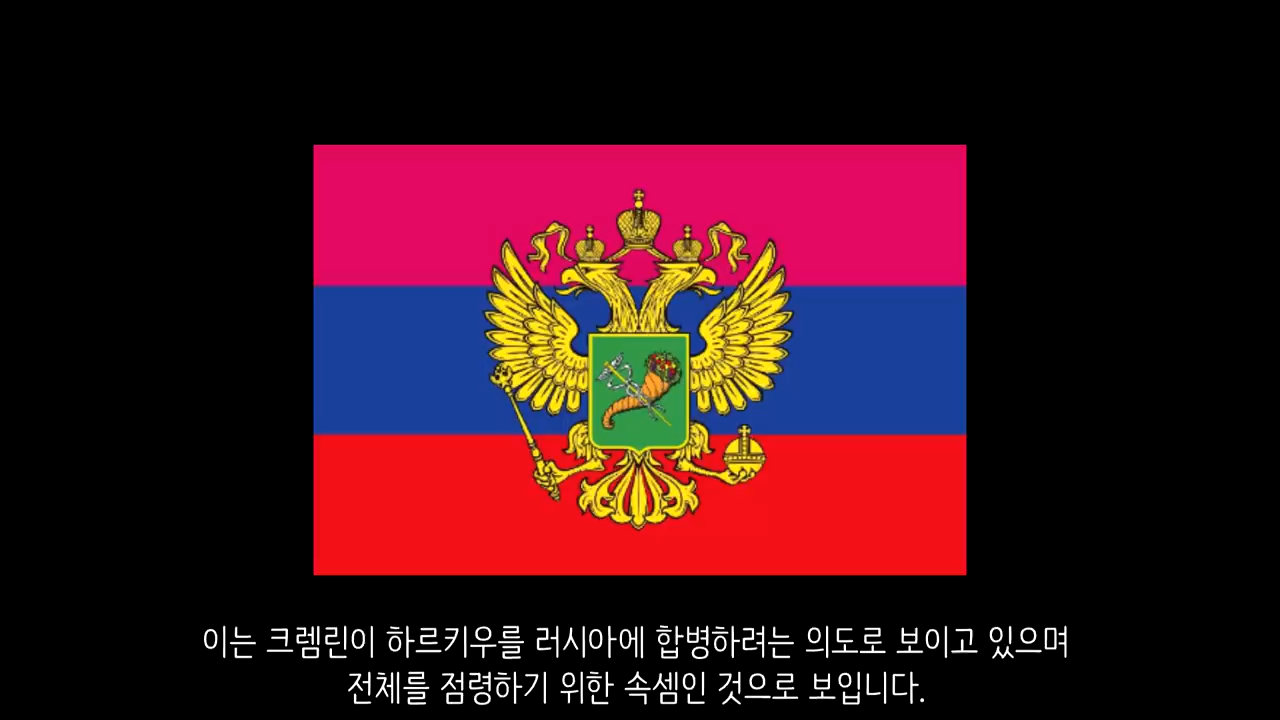 이는 크렘린이 하르키우를 러시아에 합병하려는 의도로 보이고 있으며
전체를 점령하기 위한 속셈인 것으로 보입니다.